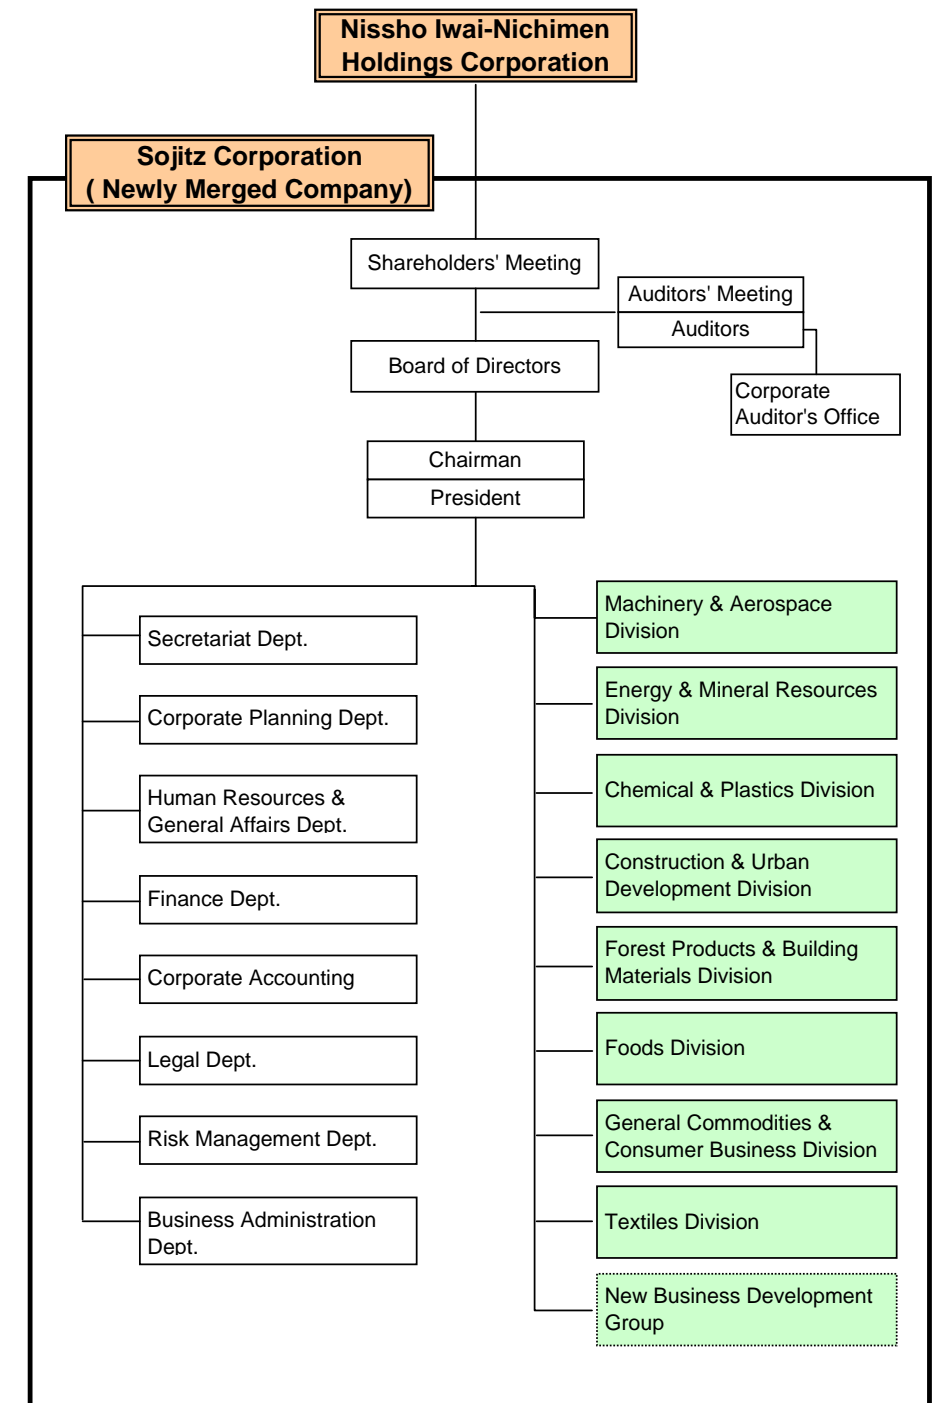 Nissho Iwai-Nichimen
Holdings Corporation
Sojitz Corporation
( Newly Merged Company)
Shareholders' Meeting
Auditors' Meeting
Auditors
Board of Directors
Corporate
Auditor's Office
Chairman
President
Secretariat Dept.
Corporate Planning Dept.
Human Resources &
General Affairs Dept.
Finance Dept.
Corporate Accounting
Legal Dept.
Risk Management Dept.
Business Administration
Dept.
Machinery & Aerospace
Division
Energy & Mineral Resources
Division
Chemical & Plastics Division
Construction & Urban
Development Division
Forest Products & Building
Materials Division
Foods Division
General Commodities &
Consumer Business Division
Textiles Division
New Business Development
Group